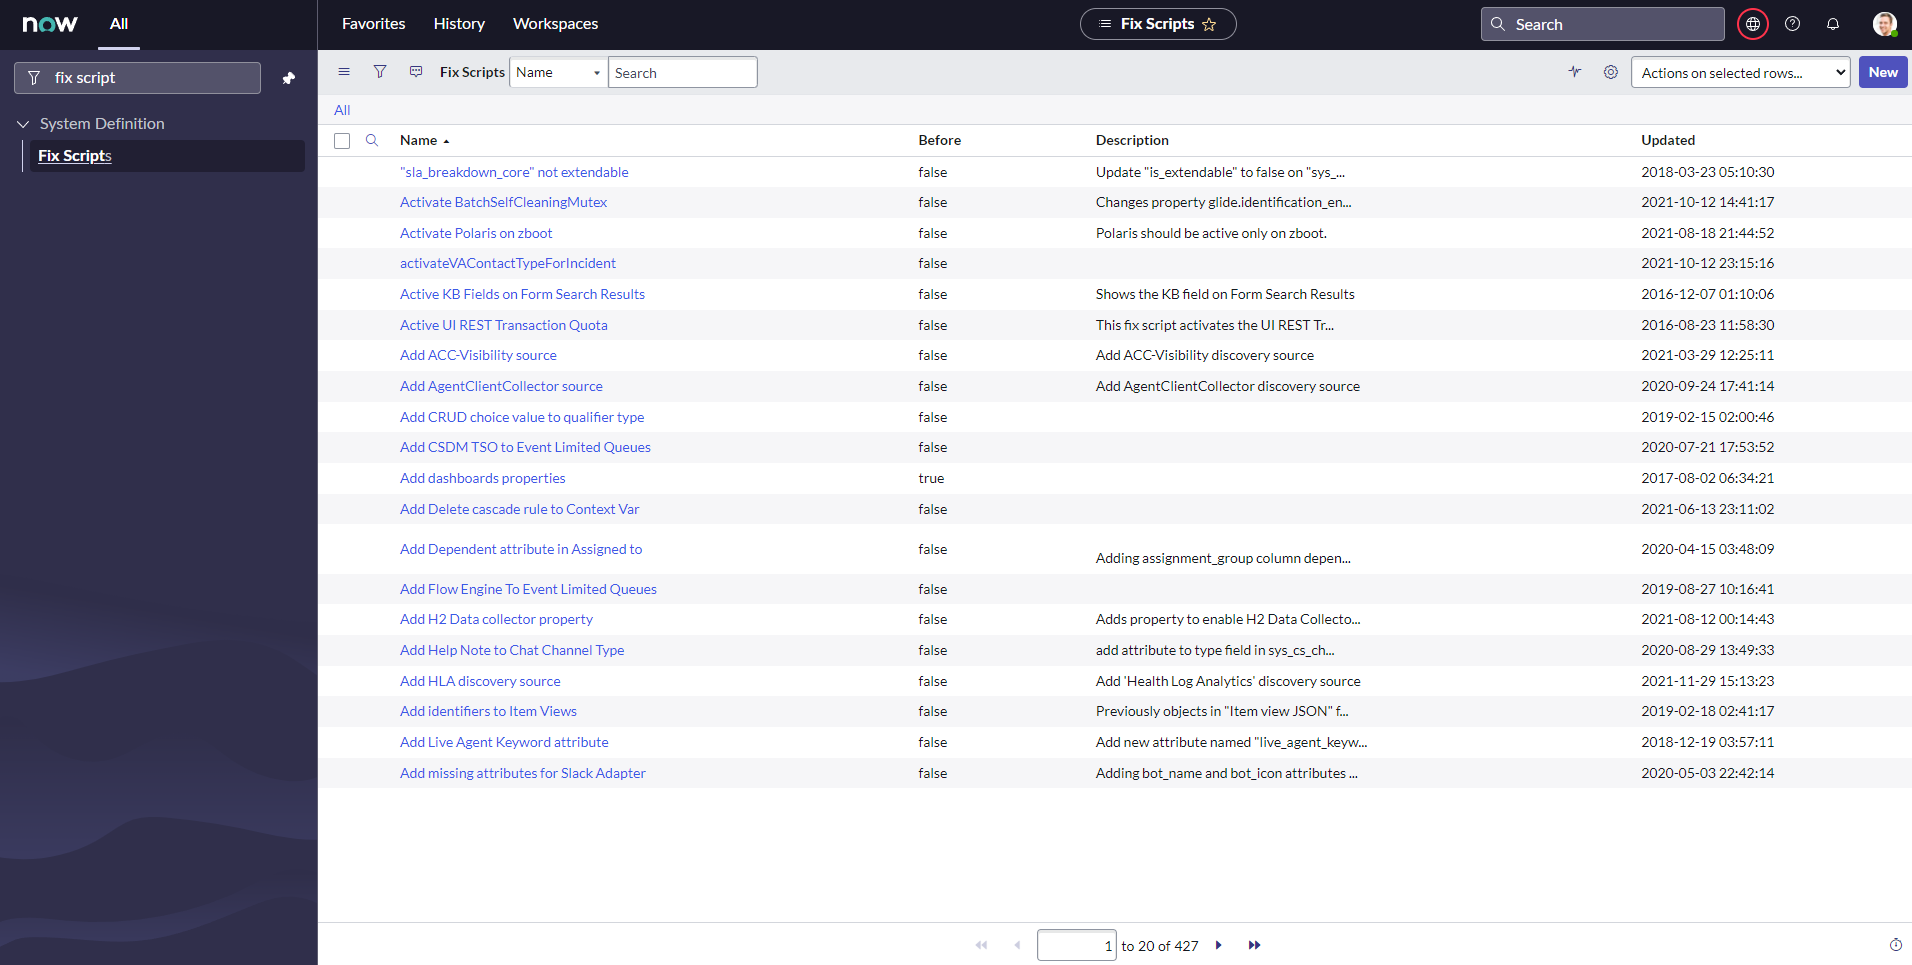 now All Favorites History Workspaces Fix Scripts Search
fix script
System Definition
Fix Scripts
Fix Scripts Name Search Actions on selected rows... New
All
Name Before Description Updated
"sla_breakdown_core" not extendable false Update "is_extendable" to false on "sys_... 2018-03-23 05:10:30
Activate BatchSelfCleaningMutex false Changes property glide.identification_en... 2021-10-12 14:41:17
Activate Polaris on zboot false Polaris should be active only on zboot. 2021-08-18 21:44:52
activateVAContactTypeForIncident false 2021-10-12 23:15:16
Active KB Fields on Form Search Results false Shows the KB field on Form Search Results 2016-12-07 01:10:06
Active UI REST Transaction Quota false This fix script activates the UI REST Tr... 2016-08-23 11:58:30
Add ACC-Visibility source false Add ACC-Visibility discovery source 2021-03-29 12:25:11
Add AgentClientCollector source false Add AgentClientCollector discovery source 2020-09-24 17:41:14
Add CRUD choice value to qualifier type false 2019-02-15 02:00:46
Add CSDM TSO to Event Limited Queues false 2020-07-21 17:53:52
Add dashboards properties true 2017-08-02 06:34:21
Add Delete cascade rule to Context Var false 2021-06-13 23:11:02
Add Dependent attribute in Assigned to false Adding assignment_group column depen... 2020-04-15 03:48:09
Add Flow Engine To Event Limited Queues false 2019-08-27 10:16:41
Add H2 Data collector property false Adds property to enable H2 Data Collecto... 2021-08-12 00:14:43
Add Help Note to Chat Channel Type false add attribute to type field in sys_cs_ch... 2020-08-29 13:49:33
Add HLA discovery source false Add 'Health Log Analytics' discovery source 2021-11-29 15:13:23
Add identifiers to Item Views false Previously objects in "Item view JSON" f... 2019-02-18 02:41:17
Add Live Agent Keyword attribute false Add new attribute named "live_agent_keyw... 2018-12-19 03:57:11
Add missing attributes for Slack Adapter false Adding bot_name and bot_icon attributes ... 2020-05-03 22:42:14
1 to 20 of 427